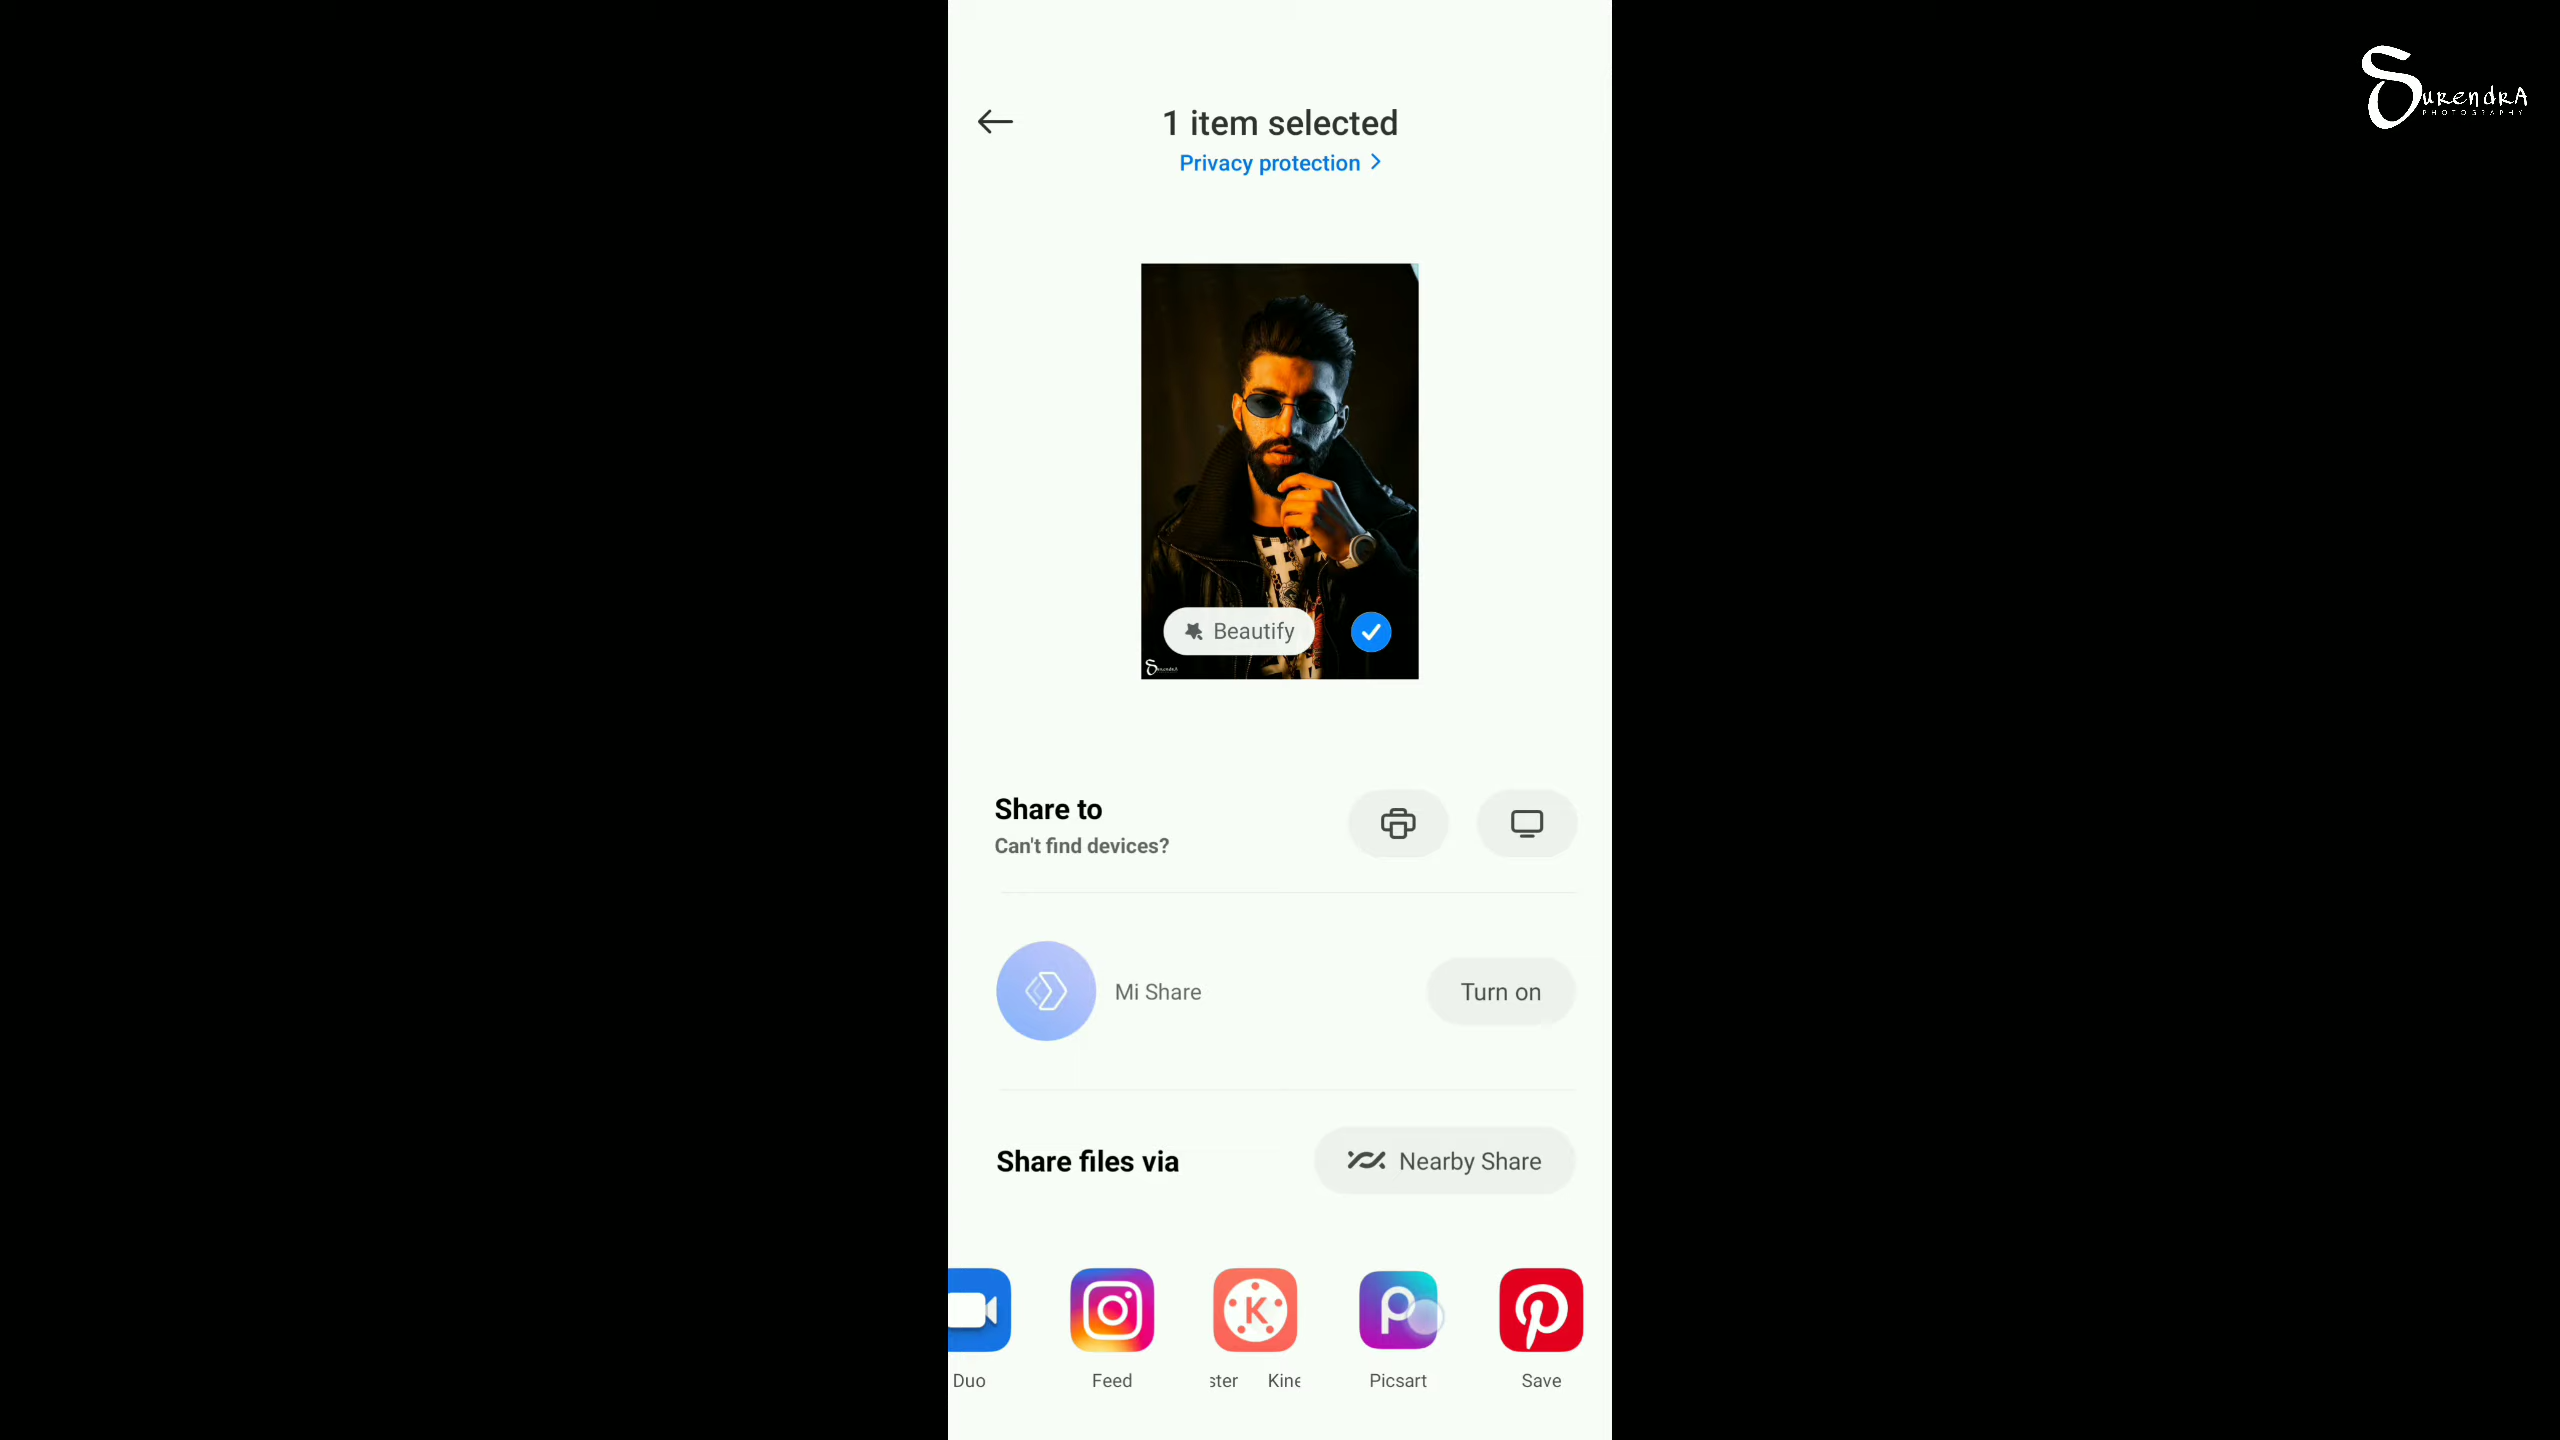 SurendrA
PHOTOGRAPHY
1 item selected
Privacy protection
Beautify
SurendrA
Share to
Can't find devices?
Mi Share
Turn on
Share files via
Nearby Share
K
Duo
Feed
ster Kine
Picsart
Save